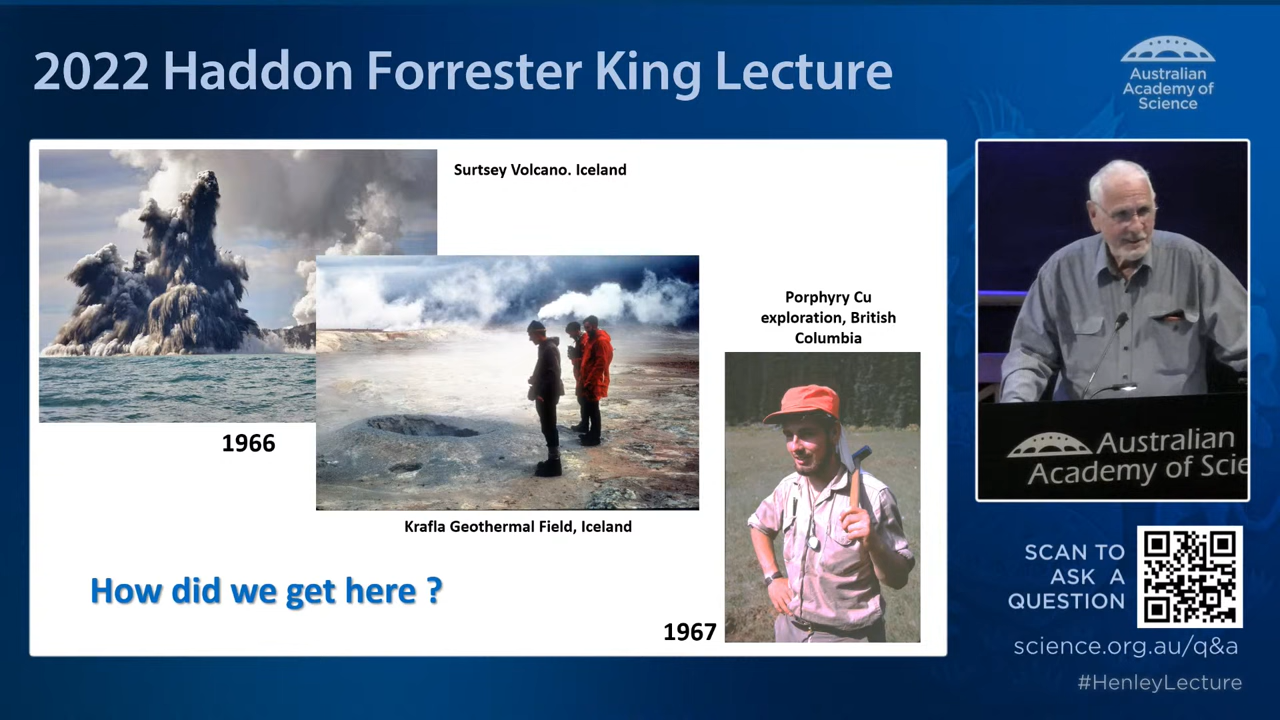 2022 Haddon Forrester King Lecture
Australian
Academy of
Science
Surtsey Volcano. Iceland
1966
Krafla Geothermal Field, Iceland
Porphyry Cu
exploration, British
Columbia
How did we get here ?
1967
Australian
Academy of Scie
SCAN TO
ASK A
QUESTION
science.org.au/q&a
#HenleyLecture